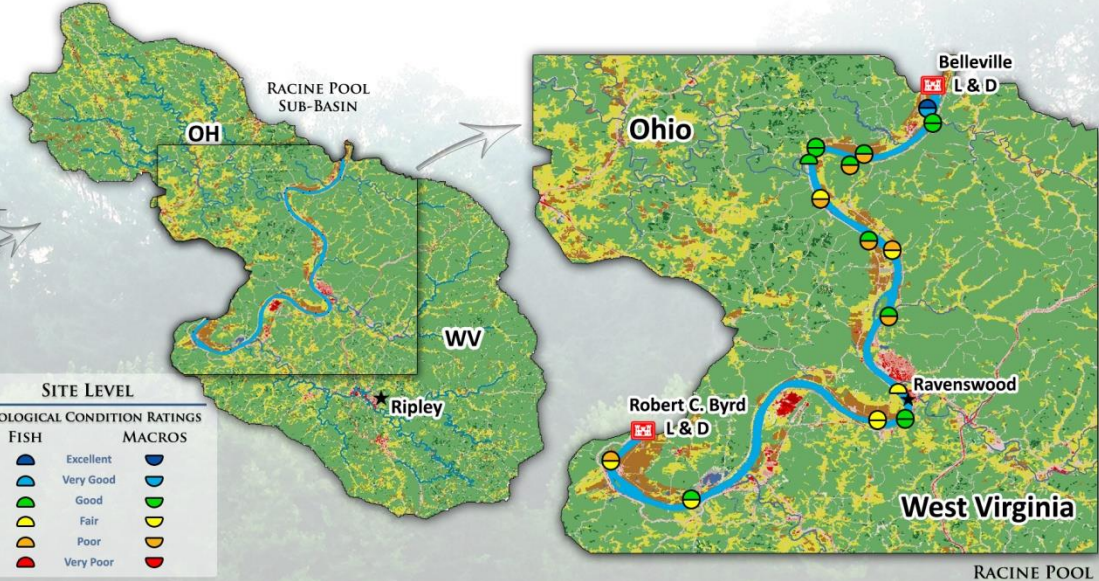 RACINE POOL
SUB-BASIN
OH
WV
Ripley
SITE LEVEL
OLOGICAL CONDITION RATINGS
FISH MACROS
Excellent
Very Good
Good
Fair
Poor
Very Poor
Belleville
L & D
Ohio
Ravenswood
Robert C. Byrd
L & D
West Virginia
RACINE POOL